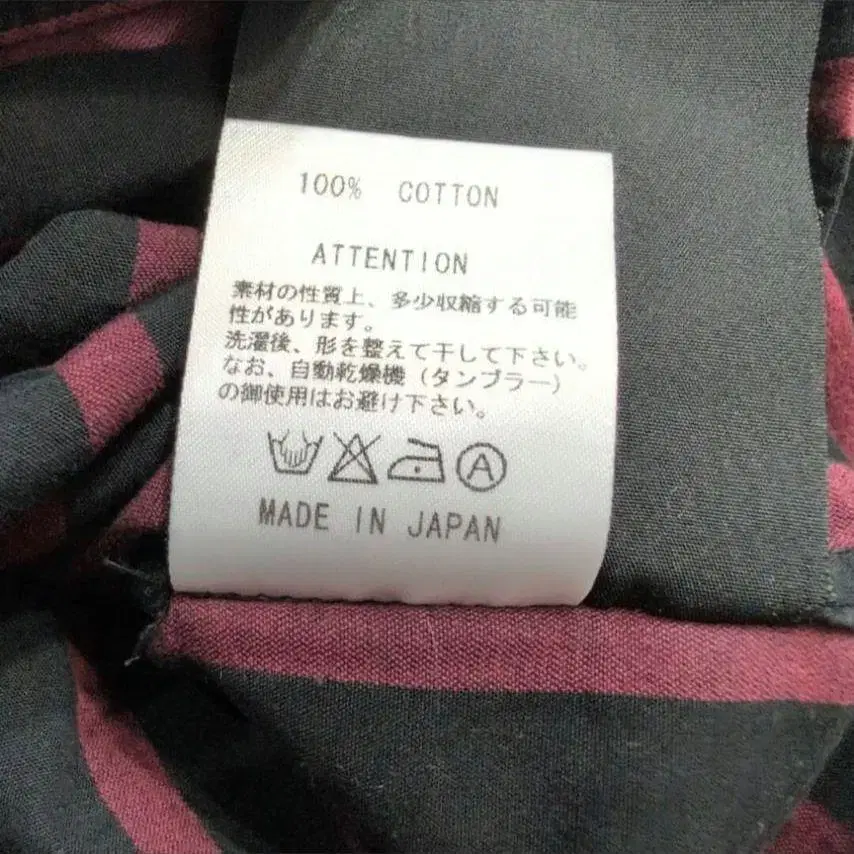 100% COTTON
ATTENTION
素材の性質上、多少収縮する可能
性があります。
洗濯後、形を整えて干して下さい。
なお、自動乾燥機（タンブラー）
の御使用はお避け下さい。
A
MADE IN JAPAN